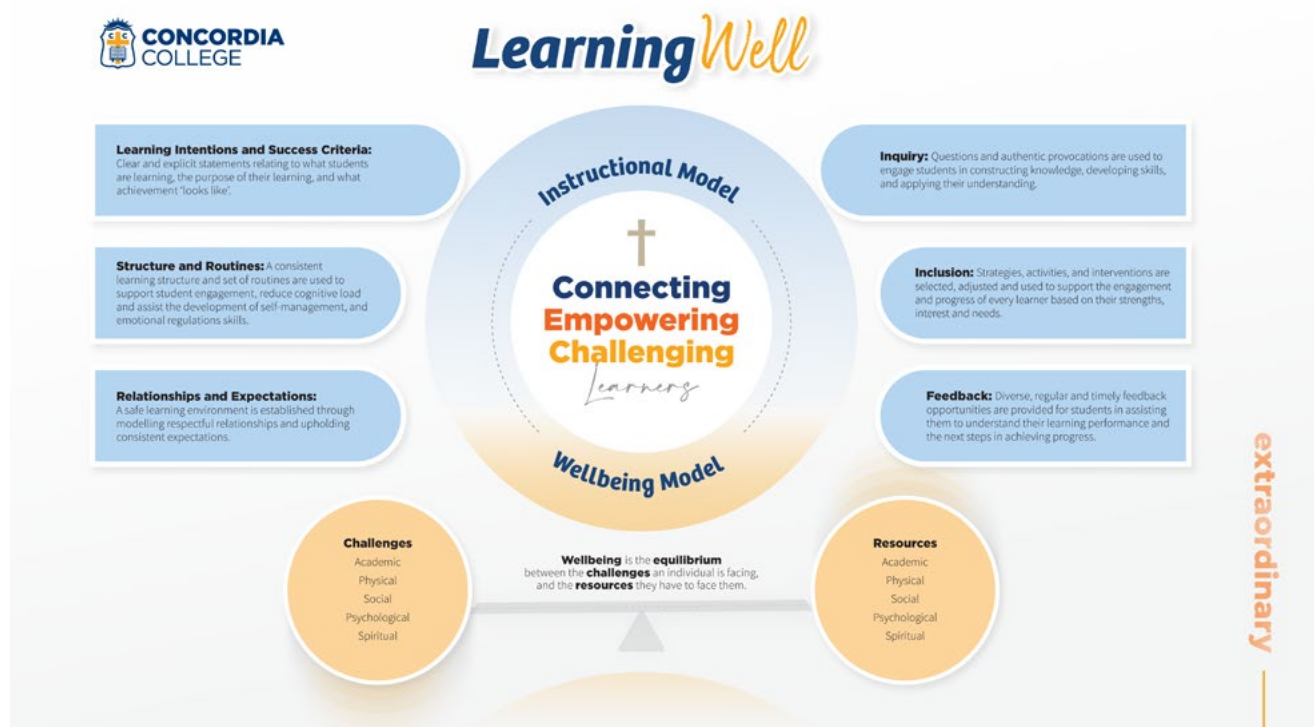 CONCORDIA
COLLEGE
LearningWell
Learning Intentions and Success Criteria:
Clear and explicit statements relating to what students
are learning, the purpose of their learning, and what
achievement ‘looks like’.
Structure and Routines: A consistent
learning structure and set of routines are used to
support student engagement, reduce cognitive load
and assist the development of self-management, and
emotional regulations skills.
Relationships and Expectations:
A safe learning environment is established through
modelling respectful relationships and upholding
consistent expectations.
Instructional Model
Connecting
Empowering
Challenging
Learners
Wellbeing Model
Inquiry: Questions and authentic provocations are used to
engage students in constructing knowledge, developing skills,
and applying their understanding.
Inclusion: Strategies, activities, and interventions are
selected, adjusted and used to support the engagement
and progress of every learner based on their strengths,
interest and needs.
Feedback: Diverse, regular and timely feedback
opportunities are provided for students in assisting
them to understand their learning performance and
the next steps in achieving progress.
Challenges
Academic
Physical
Social
Psychological
Spiritual
Wellbeing is the equilibrium
between the challenges an individual is facing,
and the resources they have to face them.
Resources
Academic
Physical
Social
Psychological
Spiritual
extraordinary